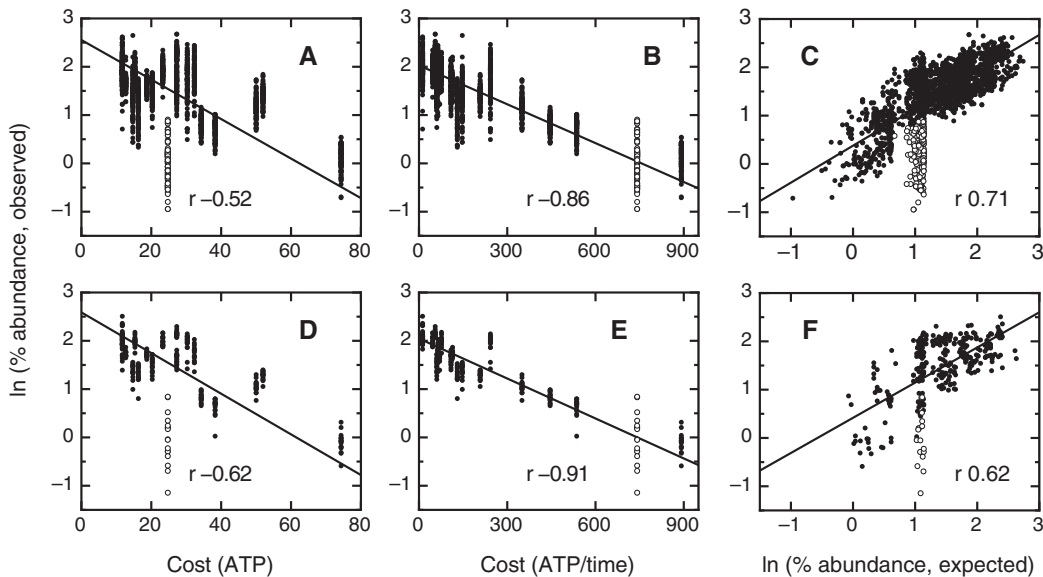 3 3 3
2 A 2 B 2 C
1 1 1
0 0 0
−1 r −0.52 −1 r −0.86 −1 r 0.71
0 20 40 60 80 0 300 600 900 −1 0 1 2 3
ln (% abundance, observed)
3 3 3
2 D 2 E 2 F
1 1 1
0 0 0
−1 r −0.62 −1 r −0.91 −1 r 0.62
0 20 40 60 80 0 300 600 900 −1 0 1 2 3
Cost (ATP) Cost (ATP/time) ln (% abundance, expected)